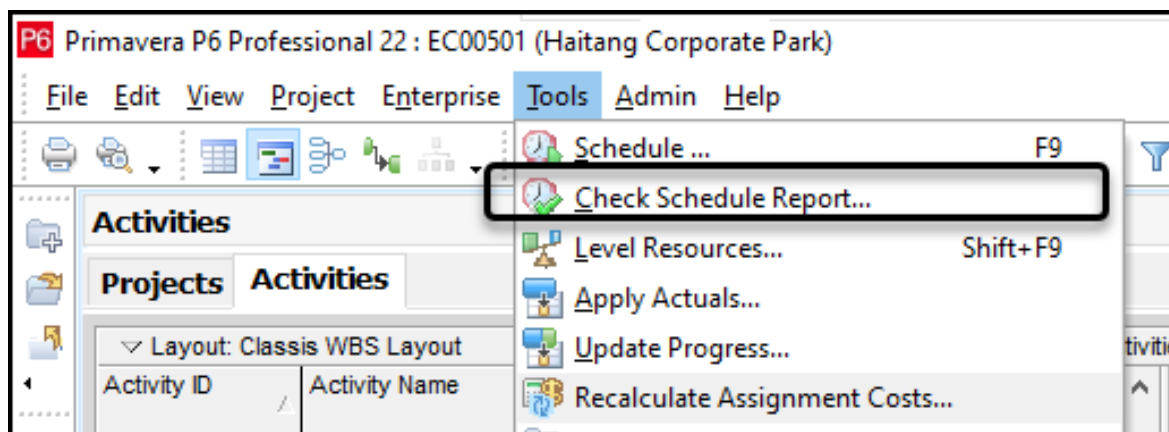 P6 Primavera P6 Professional 22 : EC00501 (Haitang Corporate Park)
File Edit View Project Enterprise Tools Admin Help
Schedule ... F9
Check Schedule Report...
Activities
Level Resources... Shift+F9
Projects Activities
Apply Actuals...
Layout: Classis WBS Layout
Update Progress...
Activity ID Activity Name
Recalculate Assignment Costs...